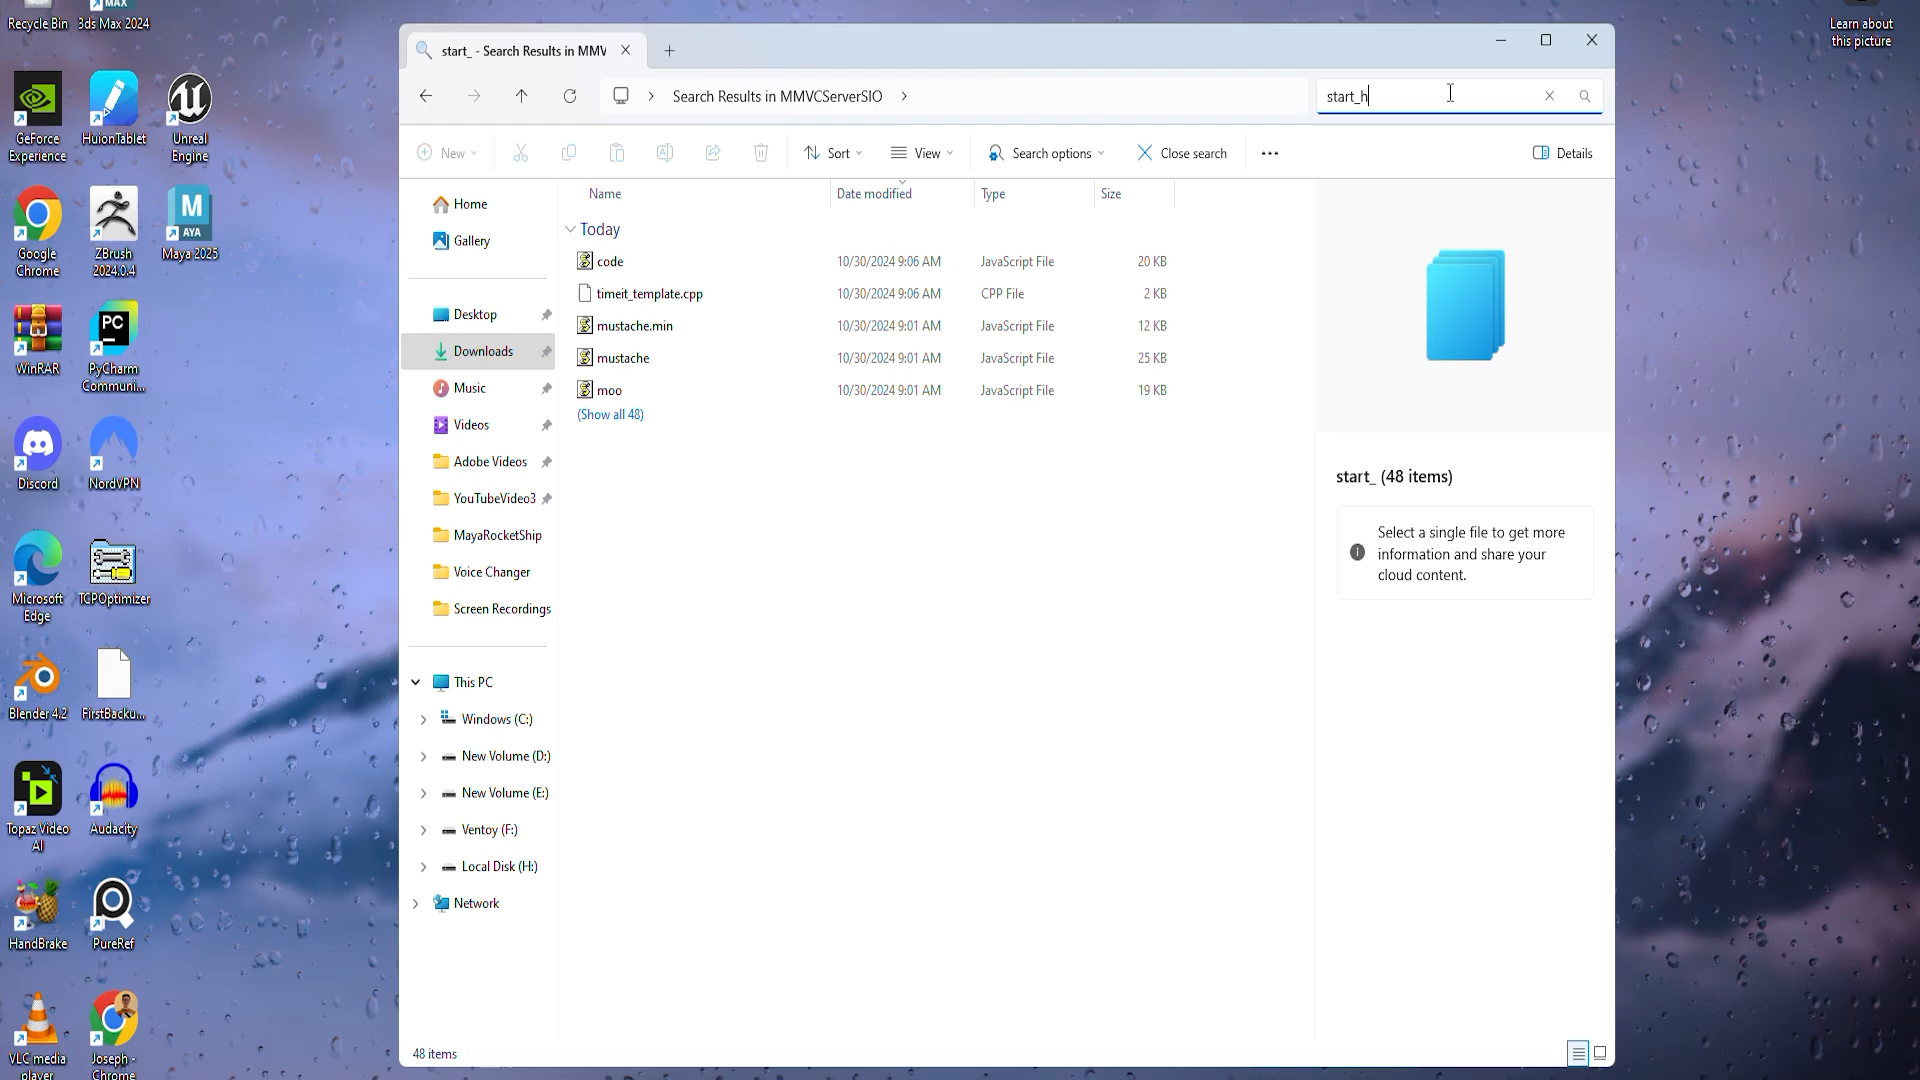 Recycle Bin
3ds Max 2024
GeForce
Experience
HuionTablet
Unreal
Engine
Google
Chrome
ZBrush
2024.0.4
M
AYA
Maya 2025
WinRAR
PC
PyCharm
Communi...
Discord
NordVPN
Microsoft
Edge
TCPOptimizer
Blender 4.2
FirstBacku...
Topaz Video
AI
Audacity
HandBrake
PureRef
VLC media
player
Joseph -
Chrome
Learn about
this picture
start_ - Search Results in MMV
Search Results in MMVCServerSIO
start_h
New
Sort
View
Search options
Close search
Details
Home
Gallery
Desktop
Downloads
Music
Videos
Adobe Videos
YouTubeVideo3
MayaRocketShip
Voice Changer
Screen Recordings
This PC
Windows (C:)
New Volume (D:)
New Volume (E:)
Ventoy (F:)
Local Disk (H:)
Network
Name Date modified Type Size
Today
code 10/30/2024 9:06 AM JavaScript File 20 KB
timeit_template.cpp 10/30/2024 9:06 AM CPP File 2 KB
mustache.min 10/30/2024 9:01 AM JavaScript File 12 KB
mustache 10/30/2024 9:01 AM JavaScript File 25 KB
moo 10/30/2024 9:01 AM JavaScript File 19 KB
(Show all 48)
start_ (48 items)
Select a single file to get more
information and share your
cloud content.
48 items